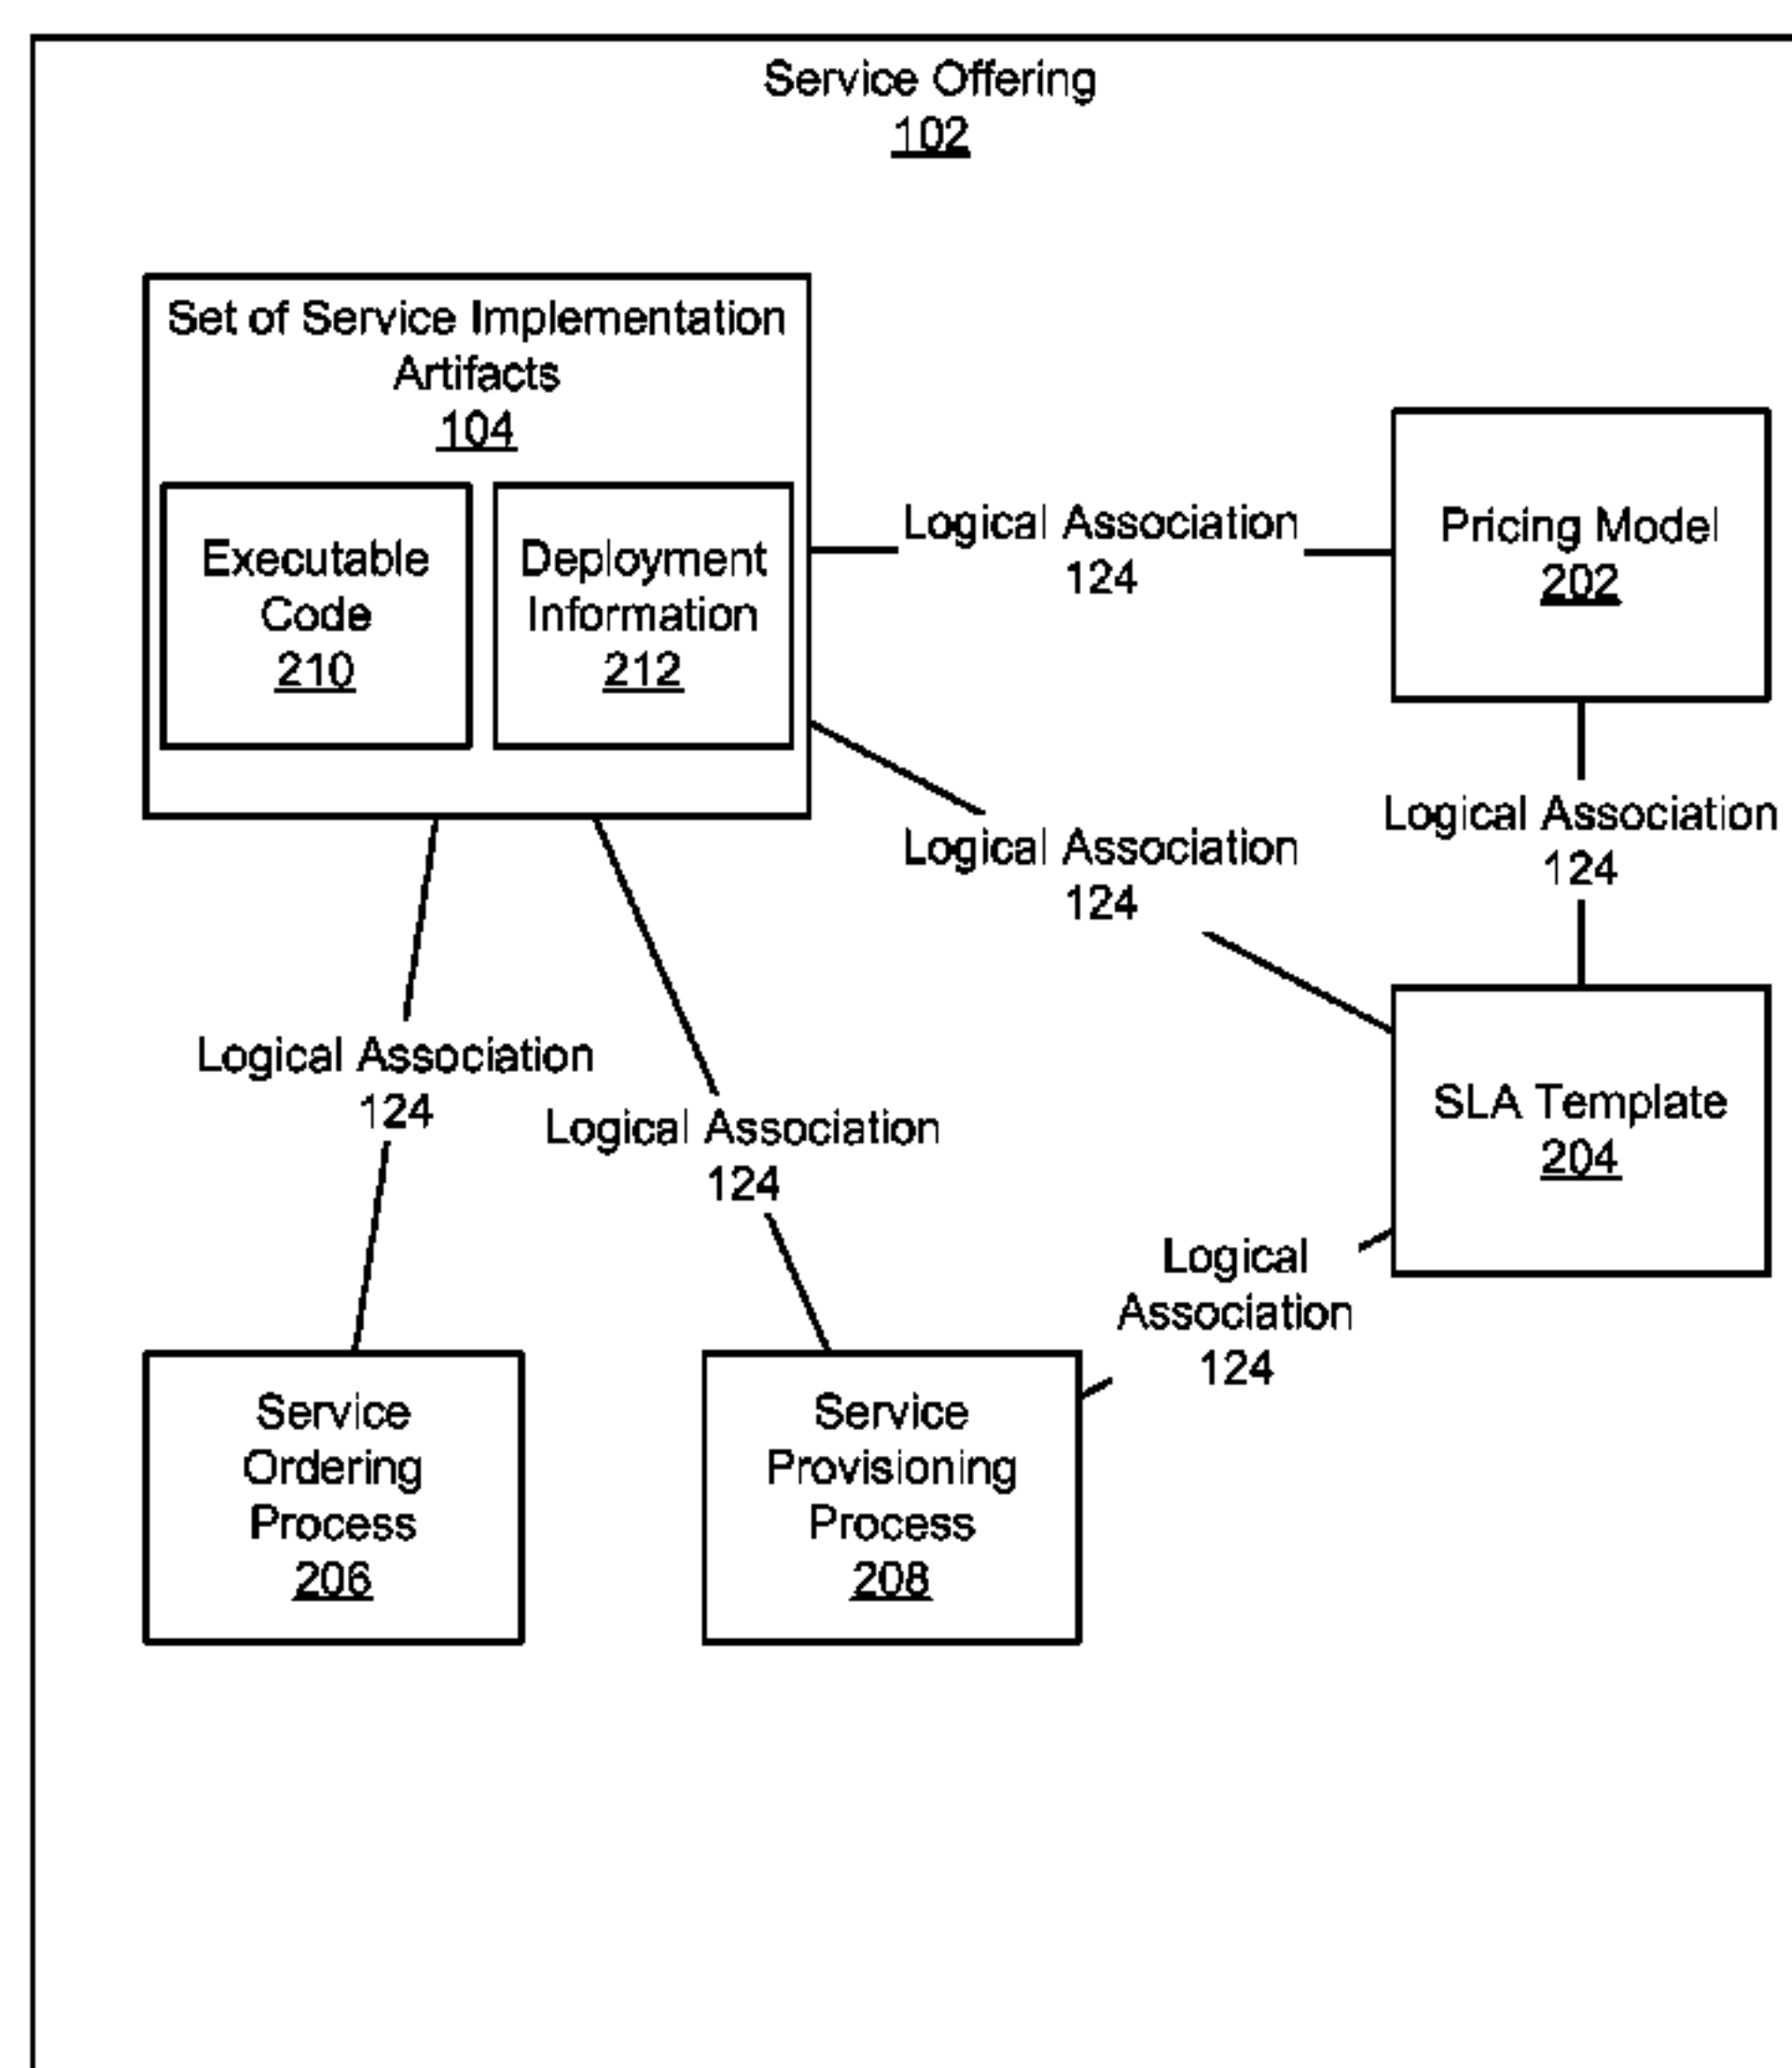 Service Offering
102
Set of Service Implementation
Artifacts
104
Executable
Code
210
Deployment
Information
212
Logical Association
124
Pricing Model
202
Logical Association
124
Logical Association
124
SLA Template
204
Logical Association
124
Logical Association
124
Logical
Association
124
Service
Ordering
Process
206
Service
Provisioning
Process
208